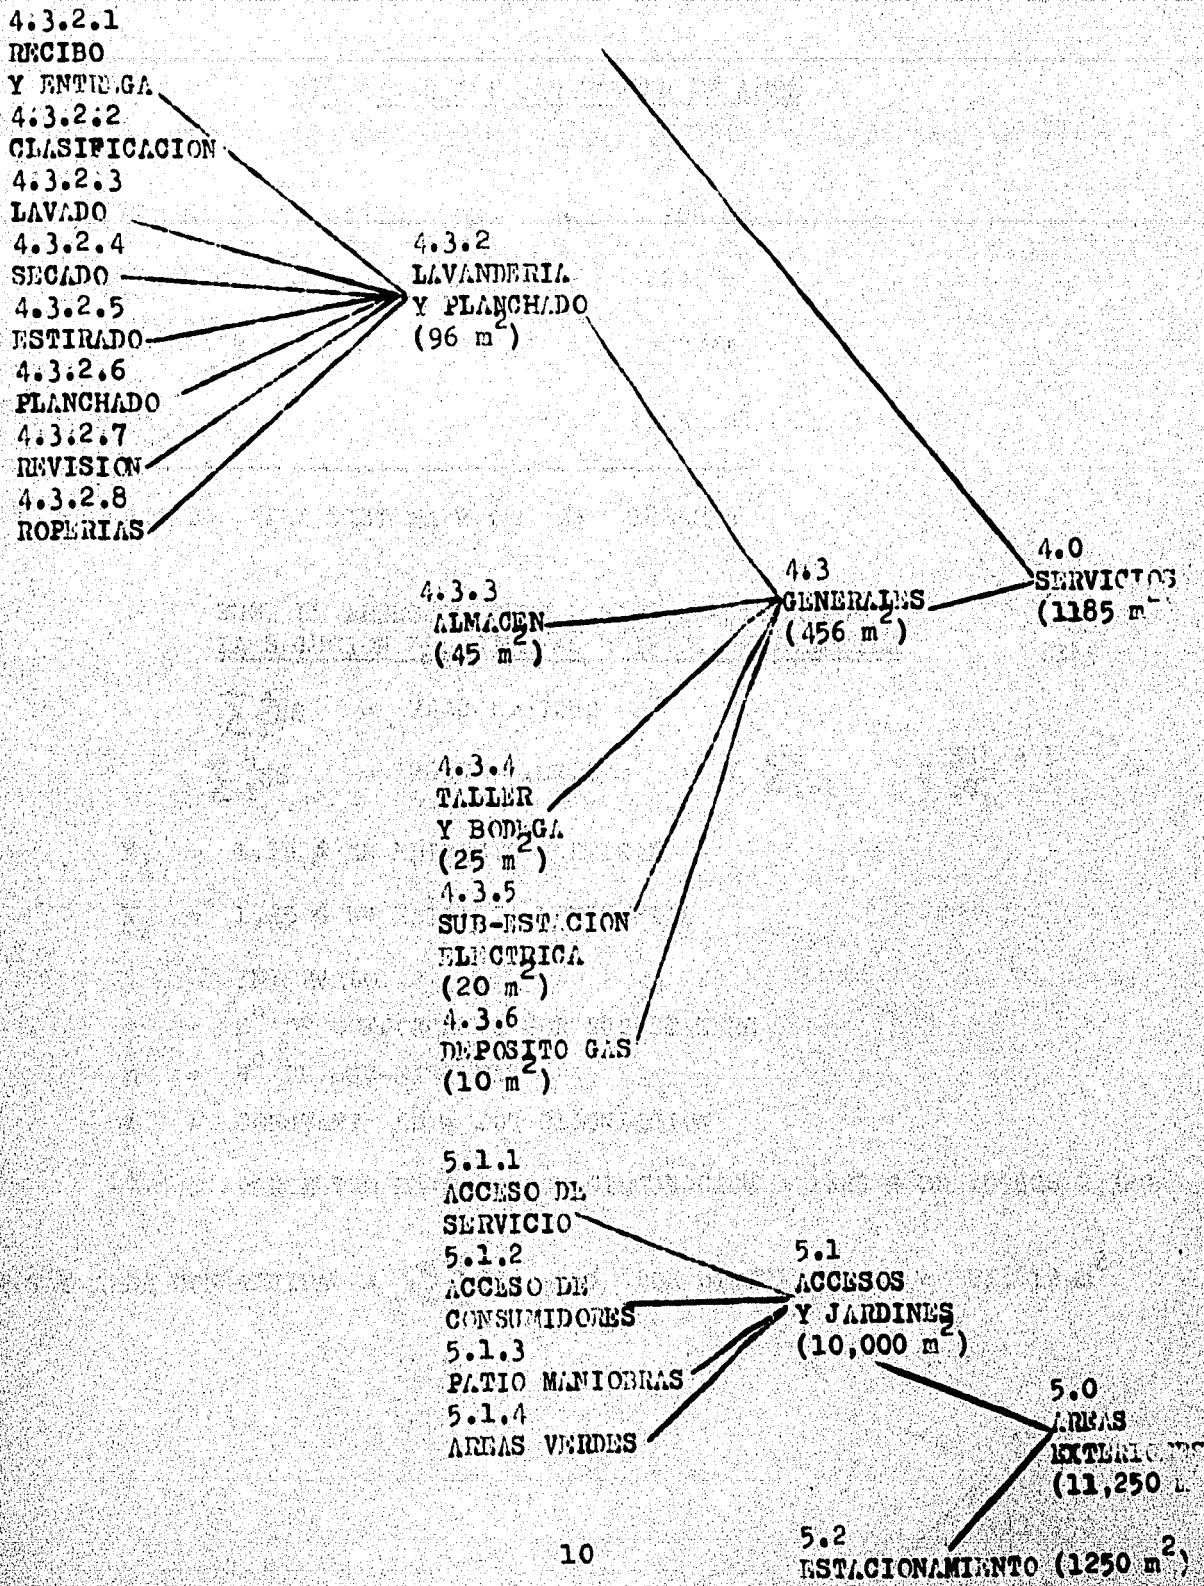 4.3.2.1
RECIBO
Y ENTREGA
4.3.2.2
CLASIFICACION
4.3.2.3
LAVADO
4.3.2.4
SECADO
4.3.2.5
ESTIRADO
4.3.2.6
PLANCHADO
4.3.2.7
REVISION
4.3.2.8
ROPERIAS
4.3.2
LAVANDERIA
Y PLANCHADO
(96 m²)
4.3.3
ALMACEN
(45 m²)
4.3
GENERALES
(456 m²)
4.0
SERVICIOS
(1185 m²
4.3.4
TALLER
Y BODEGA
(25 m²)
4.3.5
SUB-ESTACION
ELECTRICA
(20 m²)
4.3.6
DEPOSITO GAS
(10 m²)
5.1.1
ACCESO DE
SERVICIO
5.1.2
ACCESO DE
CONSUMIDORES
5.1.3
PATIO MANIOBRAS
5.1.4
AREAS VERDES
5.1
ACCESOS
Y JARDINES
(10,000 m²)
5.0
AREAS
EXTERIORES
(11,250
5.2
ESTACIONAMIENTO (1250 m²)
10